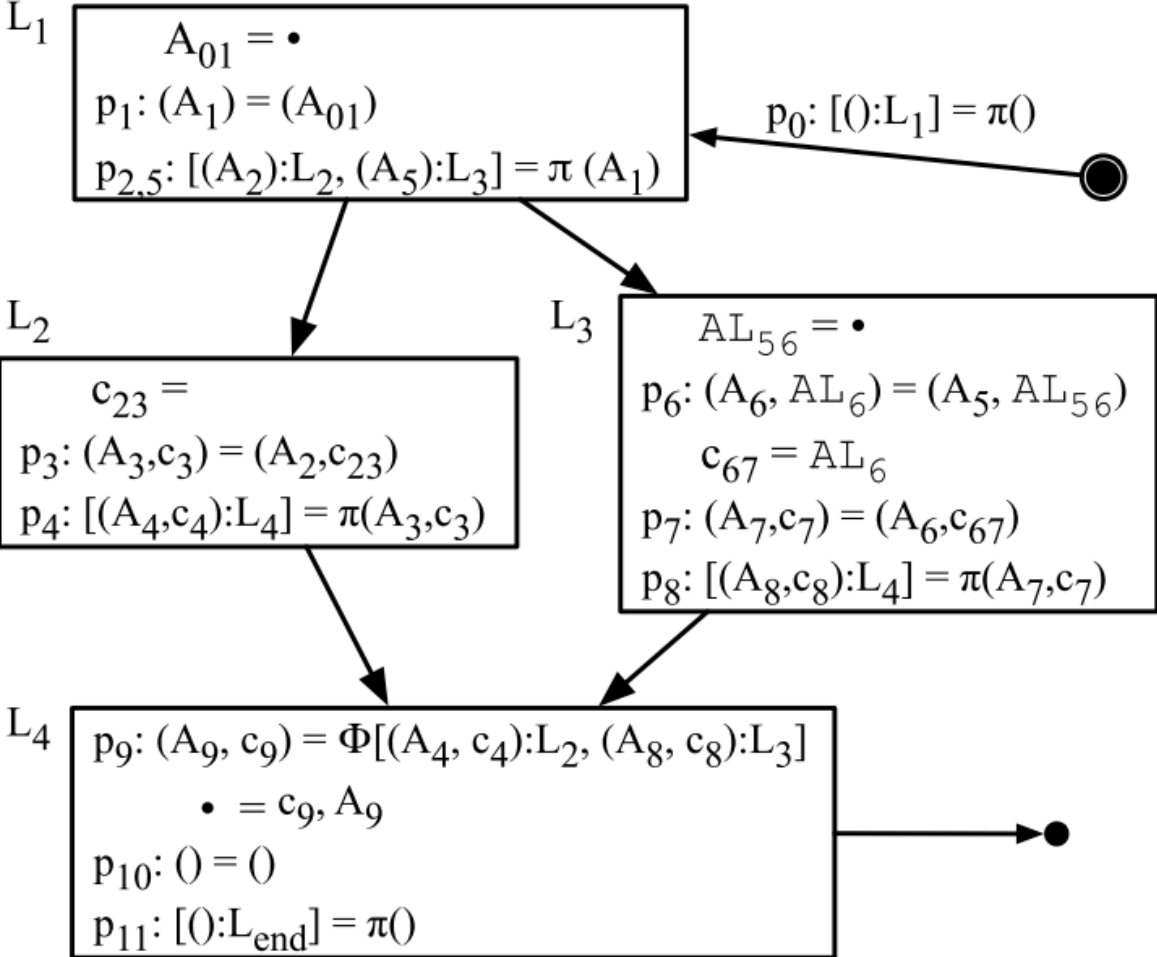 L₁
A₀₁ = •
p₁: (A₁) = (A₀₁)
p₂,₅: [(A₂):L₂, (A₅):L₃] = π (A₁)
p₀: [():L₁] = π()
L₂
c₂₃ =
p₃: (A₃,c₃) = (A₂,c₂₃)
p₄: [(A₄,c₄):L₄] = π(A₃,c₃)
L₃
AL₅₆ = •
p₆: (A₆, AL₆) = (A₅, AL₅₆)
c₆₇ = AL₆
p₇: (A₇,c₇) = (A₆,c₆₇)
p₈: [(A₈,c₈):L₄] = π(A₇,c₇)
L₄
p₉: (A₉, c₉) = Φ[(A₄, c₄):L₂, (A₈, c₈):L₃]
• = c₉, A₉
p₁₀: () = ()
p₁₁: [():Lₑₙd] = π()